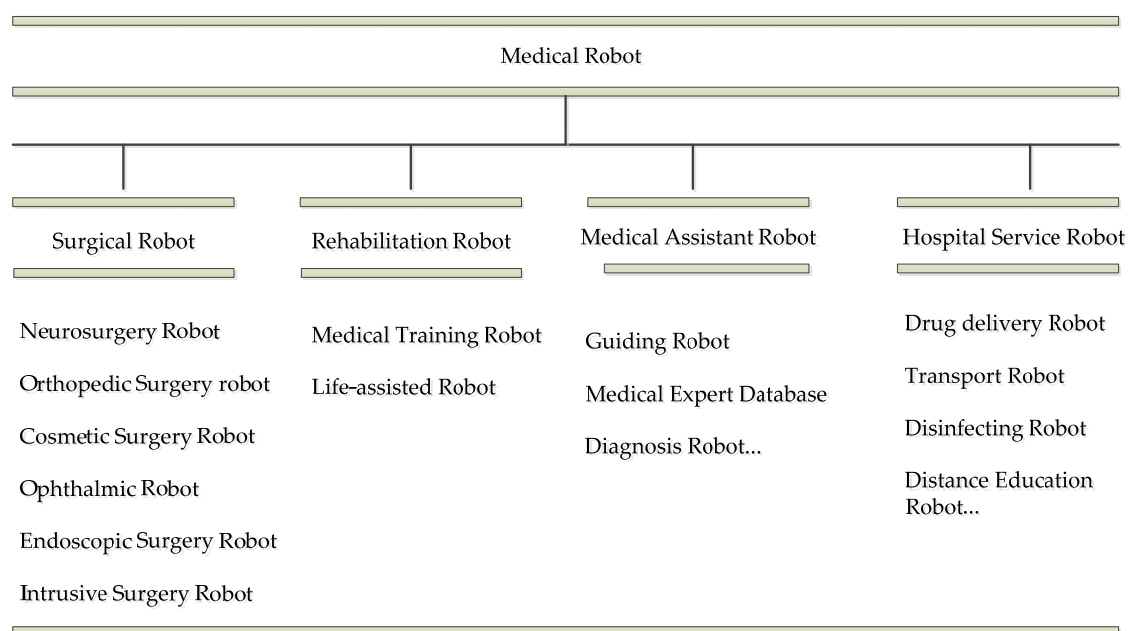 Medical Robot
Surgical Robot
Rehabilitation Robot
Medical Assistant Robot
Hospital Service Robot
Neurosurgery Robot
Orthopedic Surgery robot
Cosmetic Surgery Robot
Ophthalmic Robot
Endoscopic Surgery Robot
Intrusive Surgery Robot
Medical Training Robot
Life-assisted Robot
Guiding Robot
Medical Expert Database
Diagnosis Robot...
Drug delivery Robot
Transport Robot
Disinfecting Robot
Distance Education
Robot...